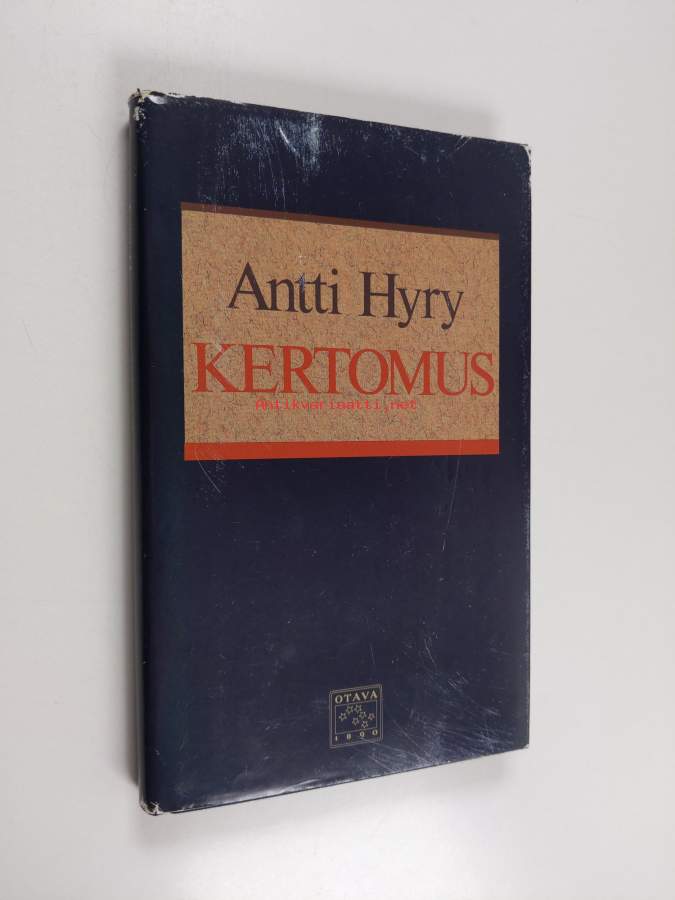 Antti Hyry
KERTOMUS
Antikvariaatti.net
OTAVA
1890